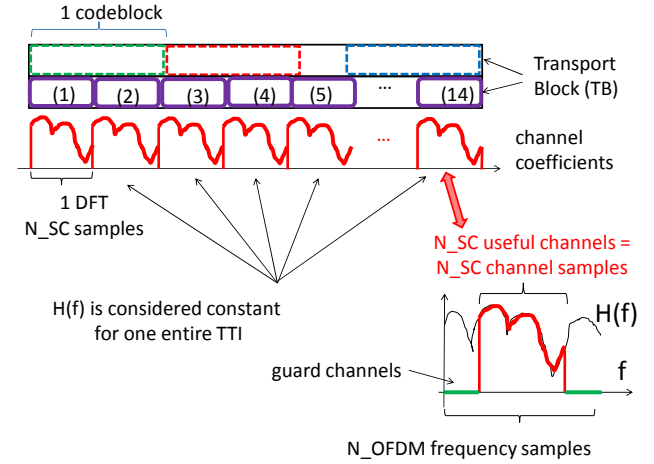 1 codeblock
Transport
Block (TB)
(1) (2) (3) (4) (5) ... (14)
...
channel
coefficients
1 DFT
N_SC samples
N_SC useful channels =
N_SC channel samples
H(f) is considered constant
for one entire TTI
H(f)
guard channels
f
N_OFDM frequency samples